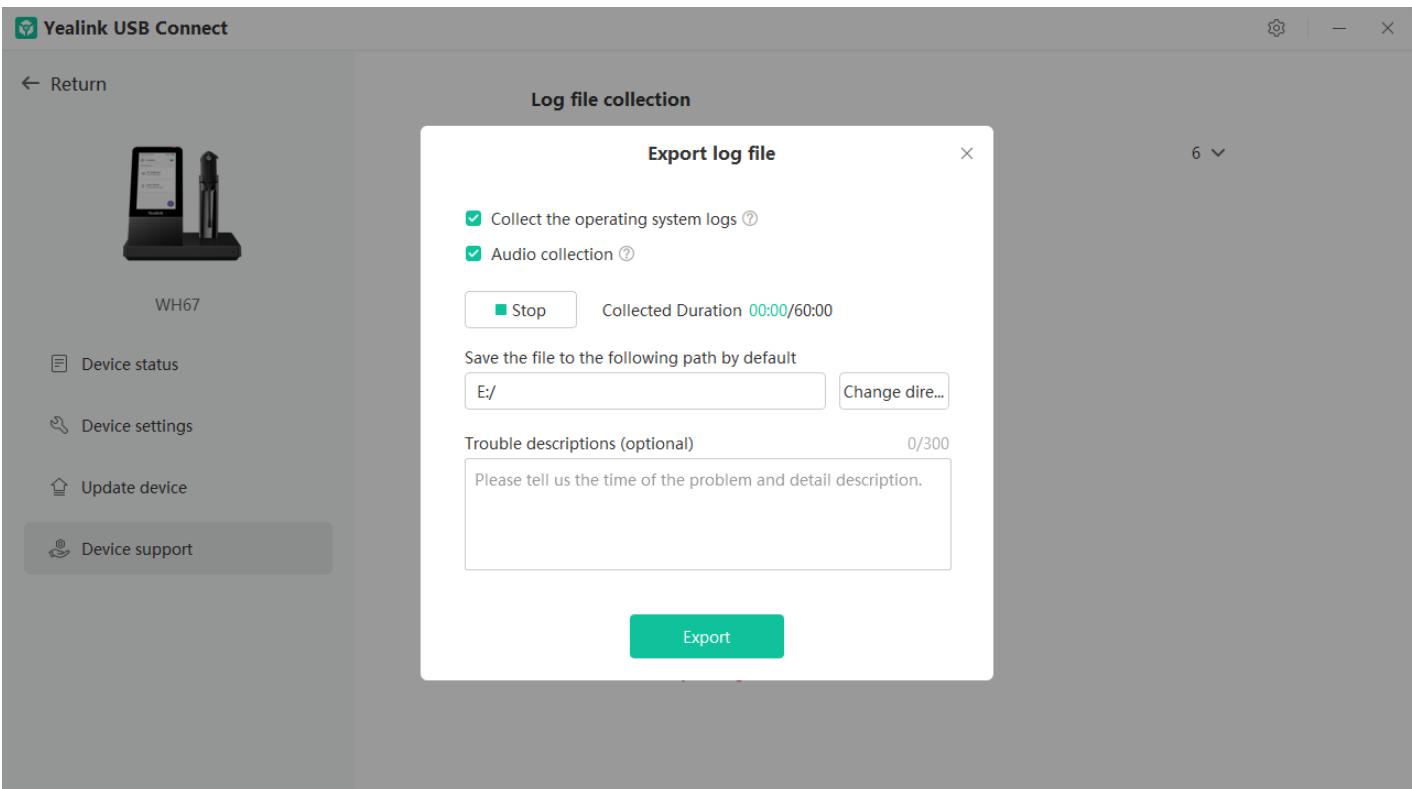 Yealink USB Connect
Return
WH67
Device status
Device settings
Update device
Device support
Log file collection
6
Export log file
Collect the operating system logs
Audio collection
Stop
Collected Duration 00:00/60:00
Save the file to the following path by default
E:/
Change dire...
Trouble descriptions (optional)
0/300
Please tell us the time of the problem and detail description.
Export